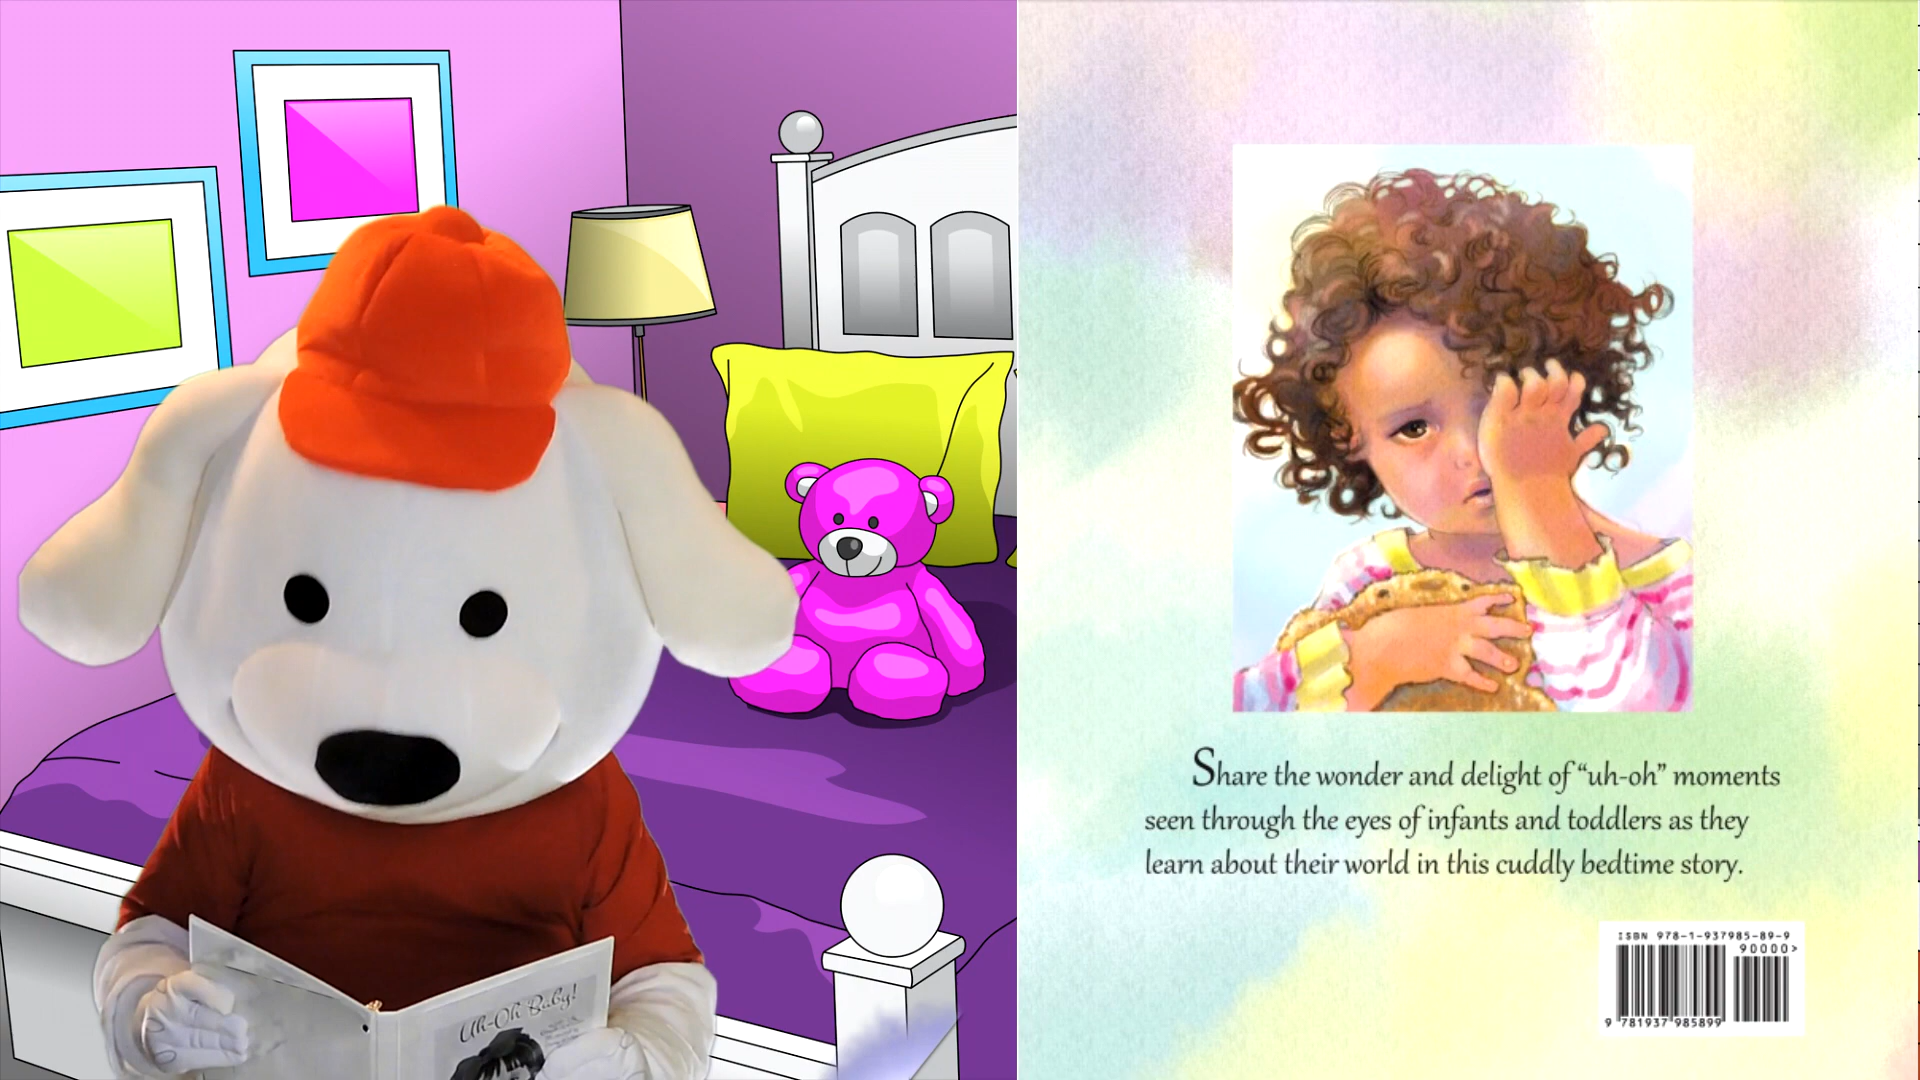 Uh-Oh Baby!
Share the wonder and delight of “uh-oh” moments
seen through the eyes of infants and toddlers as they
learn about their world in this cuddly bedtime story.
ISBN 978-1-937985-89-9
90000>
9 781937 985899